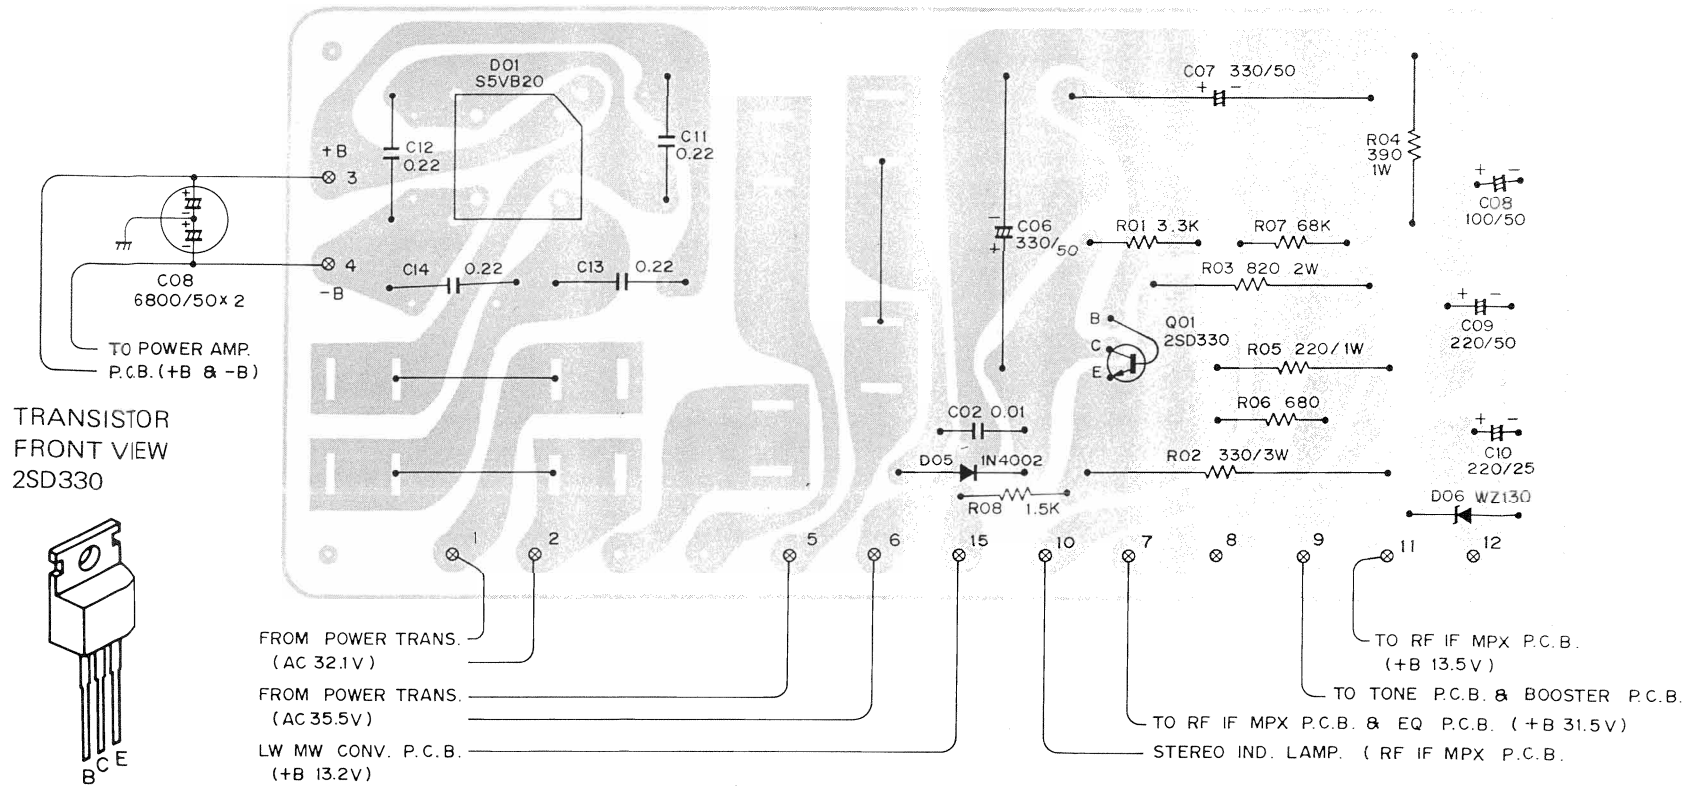 D01
S5VB20
C07 330/50
+ -
C12
0.22
C11
0.22
R04
390
1W
+B
3
+ -
C08
100/50
+
-
+
-
4
-B
C08
6800/50×2
C14 0.22
C13 0.22
-
C06
+ 330/50
R01 3.3K
R07 68K
R03 820 2W
+ -
C09
220/50
B
C
E
Q01
2SD330
TO POWER AMP.
P.C.B. (+B & -B)
R05 220/1W
R06 680
C02 0.01
+ -
C10
220/25
TRANSISTOR
FRONT VIEW
2SD330
D05 1N4002
R02 330/3W
R08 1.5K
D06 WZ130
1
2
5
6
15
10
7
8
9
11
12
FROM POWER TRANS.
(AC 32.1V)
FROM POWER TRANS.
(AC 35.5V)
LW MW CONV. P.C.B.
(+B 13.2V)
TO RF IF MPX P.C.B.
(+B 13.5V)
TO TONE P.C.B. & BOOSTER P.C.B.
TO RF IF MPX P.C.B. & EQ P.C.B. (+B 31.5V)
STEREO IND. LAMP. ( RF IF MPX P.C.B.
B C E